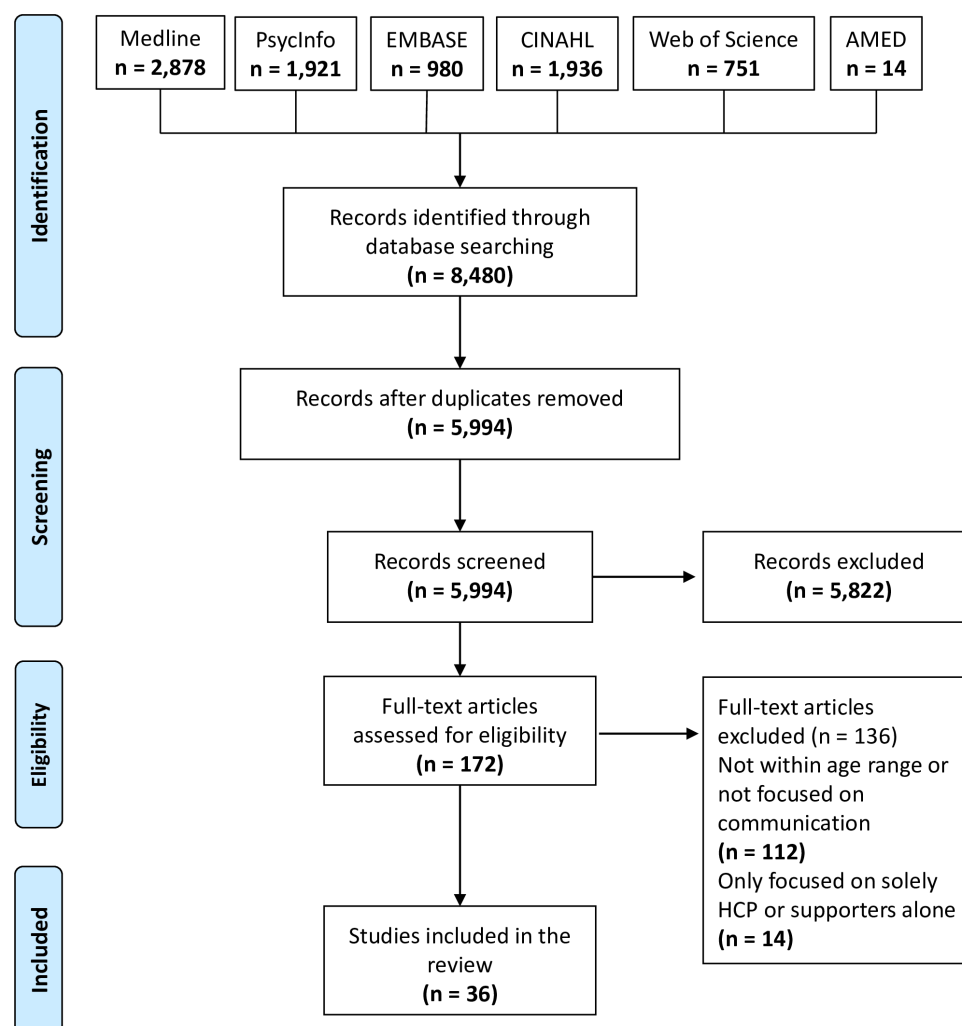 Identification
Medline
n = 2,878
PsycInfo
n = 1,921
EMBASE
n = 980
CINAHL
n = 1,936
Web of Science
n = 751
AMED
n = 14
Records identified through
database searching
(n = 8,480)
Screening
Records after duplicates removed
(n = 5,994)
Records screened
(n = 5,994)
Records excluded
(n = 5,822)
Eligibility
Full-text articles
assessed for eligibility
(n = 172)
Full-text articles
excluded (n = 136)
Not within age range or
not focused on
communication
(n = 112)
Only focused on solely
HCP or supporters alone
(n = 14)
Included
Studies included in the
review
(n = 36)